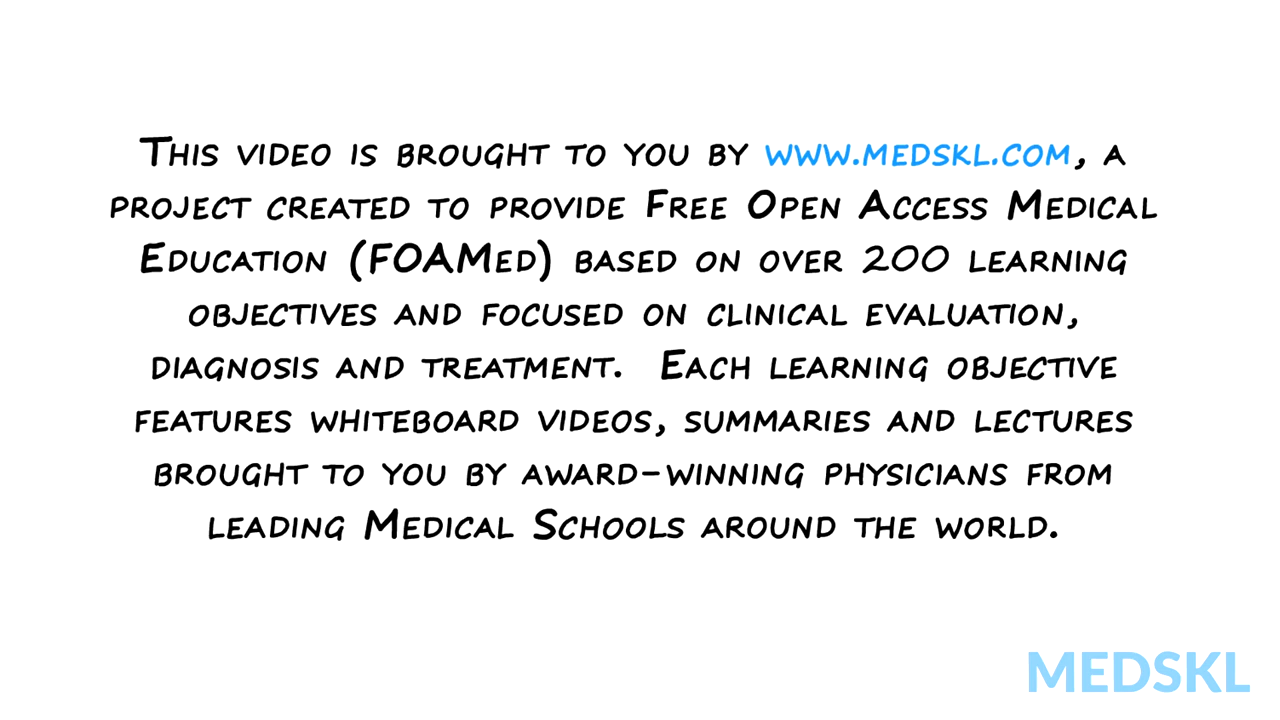 This video is brought to you by www.medskl.com, a
project created to provide Free Open Access Medical
Education (FOAMed) based on over 200 learning
objectives and focused on clinical evaluation,
diagnosis and treatment.  Each learning objective
features whiteboard videos, summaries and lectures
brought to you by award-winning physicians from
leading Medical Schools around the world.
MEDSKL